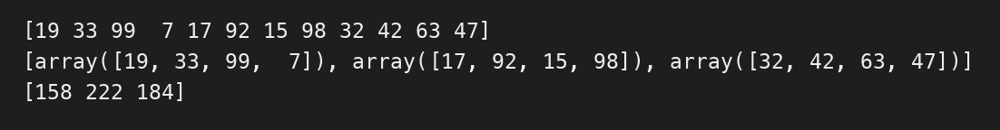 [19 33 99  7 17 92 15 98 32 42 63 47]
[array([19, 33, 99,  7]), array([17, 92, 15, 98]), array([32, 42, 63, 47])]
[158 222 184]